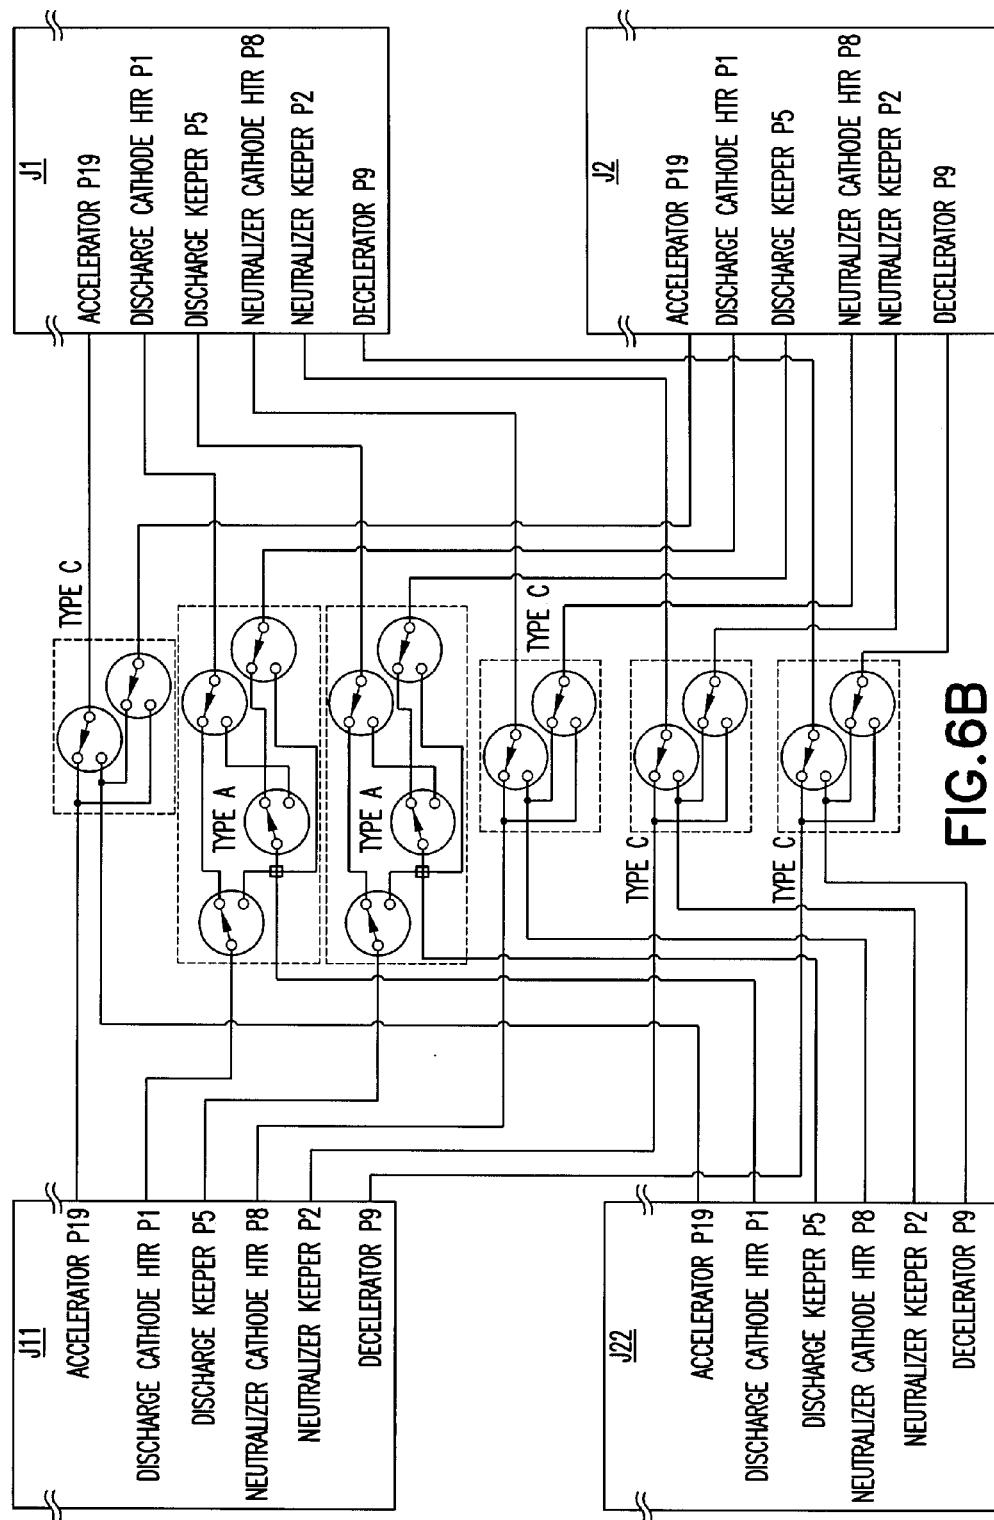 J11
ACCELERATOR P19
DISCHARGE CATHODE HTR P1
DISCHARGE KEEPER P5
NEUTRALIZER CATHODE HTR P8
NEUTRALIZER KEEPER P2
DECELERATOR P9
J22
ACCELERATOR P19
DISCHARGE CATHODE HTR P1
DISCHARGE KEEPER P5
NEUTRALIZER CATHODE HTR P8
NEUTRALIZER KEEPER P2
DECELERATOR P9
TYPE C
TYPE A
TYPE A
TYPE C
TYPE C
TYPE C
J1
ACCELERATOR P19
DISCHARGE CATHODE HTR P1
DISCHARGE KEEPER P5
NEUTRALIZER CATHODE HTR P8
NEUTRALIZER KEEPER P2
DECELERATOR P9
J2
ACCELERATOR P19
DISCHARGE CATHODE HTR P1
DISCHARGE KEEPER P5
NEUTRALIZER CATHODE HTR P8
NEUTRALIZER KEEPER P2
DECELERATOR P9
FIG.6B